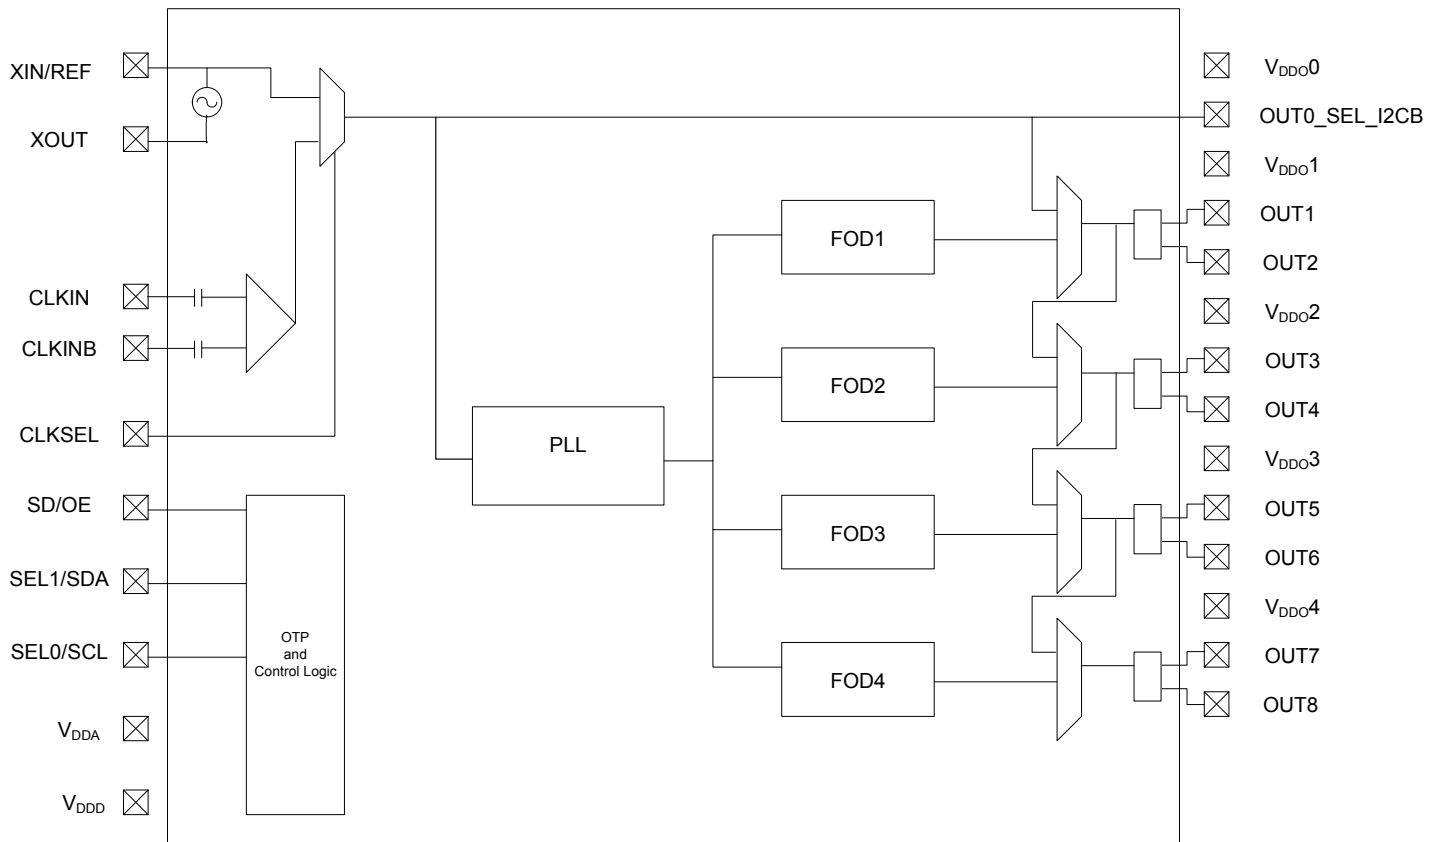 XIN/REF
XOUT
CLKIN
CLKINB
CLKSEL
SD/OE
SEL1/SDA
SEL0/SCL
VDDA
VDDD
OTP
and
Control Logic
PLL
FOD1
FOD2
FOD3
FOD4
VDDO0
OUT0_SEL_I2CB
VDDO1
OUT1
OUT2
VDDO2
OUT3
OUT4
VDDO3
OUT5
OUT6
VDDO4
OUT7
OUT8